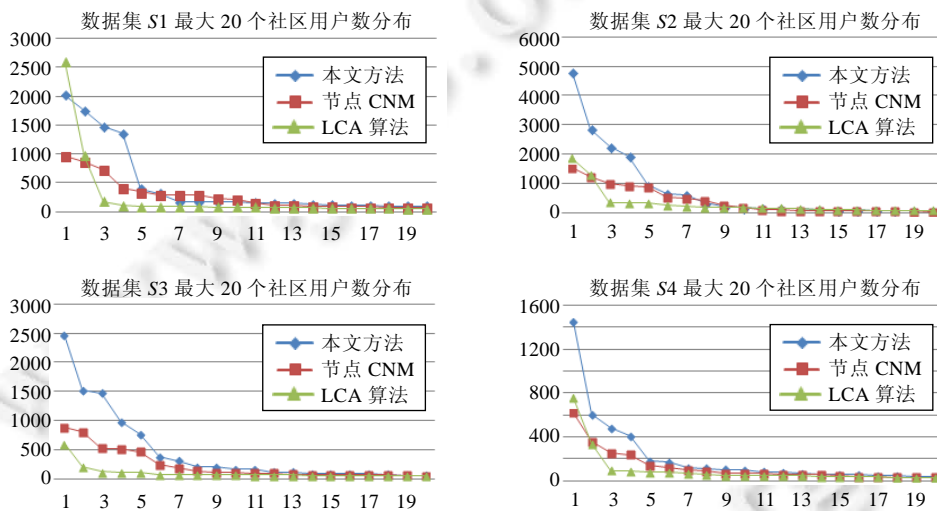 数据集 S1 最大 20 个社区用户数分布
3000
2500
2000
1500
1000
500
0
本文方法
节点 CNM
LCA 算法
1 3 5 7 9 11 13 15 17 19
数据集 S2 最大 20 个社区用户数分布
6000
5000
4000
3000
2000
1000
0
本文方法
节点 CNM
LCA 算法
1 3 5 7 9 11 13 15 17 19
数据集 S3 最大 20 个社区用户数分布
3000
2500
2000
1500
1000
500
0
本文方法
节点 CNM
LCA 算法
1 3 5 7 9 11 13 15 17 19
数据集 S4 最大 20 个社区用户数分布
1600
1200
800
400
0
本文方法
节点 CNM
LCA 算法
1 3 5 7 9 11 13 15 17 19